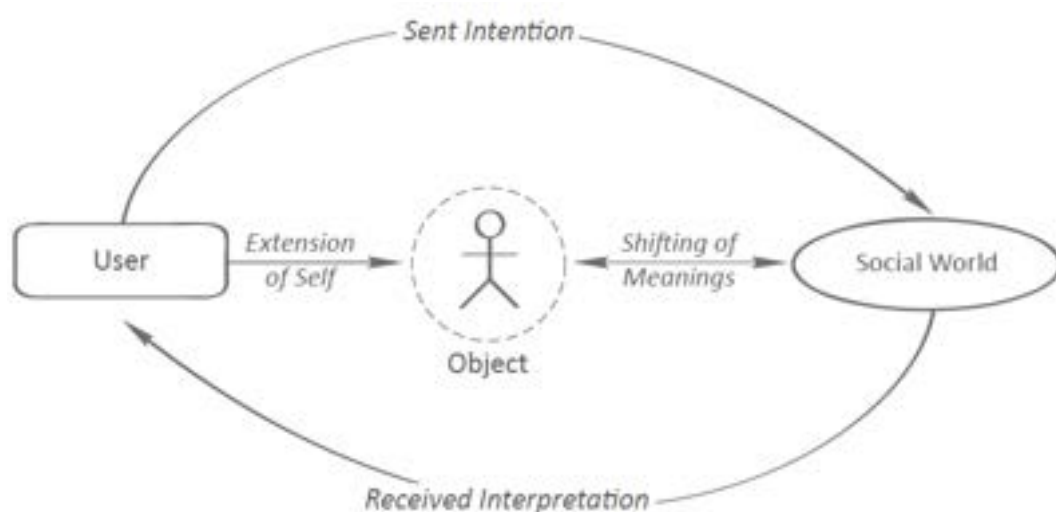 Sent Intention
User
Extension
of Self
Object
Shifting of
Meanings
Social World
Received Interpretation